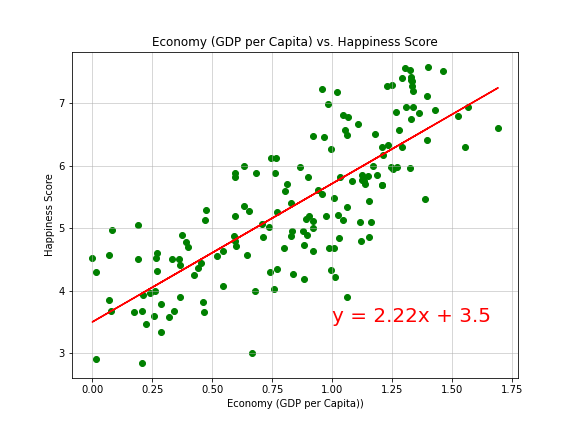 Economy (GDP per Capita) vs. Happiness Score
Happiness Score
7
6
5
4
3
y = 2.22x + 3.5
0.00 0.25 0.50 0.75 1.00 1.25 1.50 1.75
Economy (GDP per Capita))